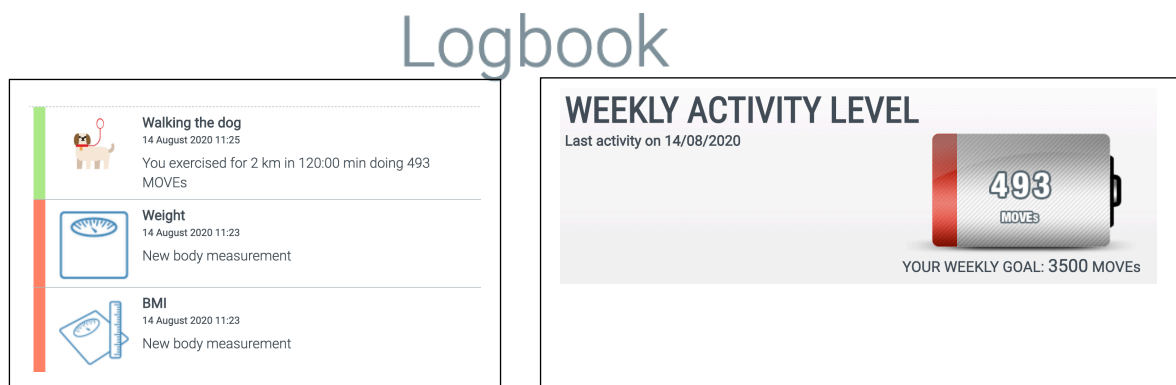 Logbook
Walking the dog
14 August 2020 11:25
You exercised for 2 km in 120:00 min doing 493
MOVEs
Weight
14 August 2020 11:23
New body measurement
BMI
14 August 2020 11:23
New body measurement
WEEKLY ACTIVITY LEVEL
Last activity on 14/08/2020
493
MOVEs
YOUR WEEKLY GOAL: 3500 MOVEs